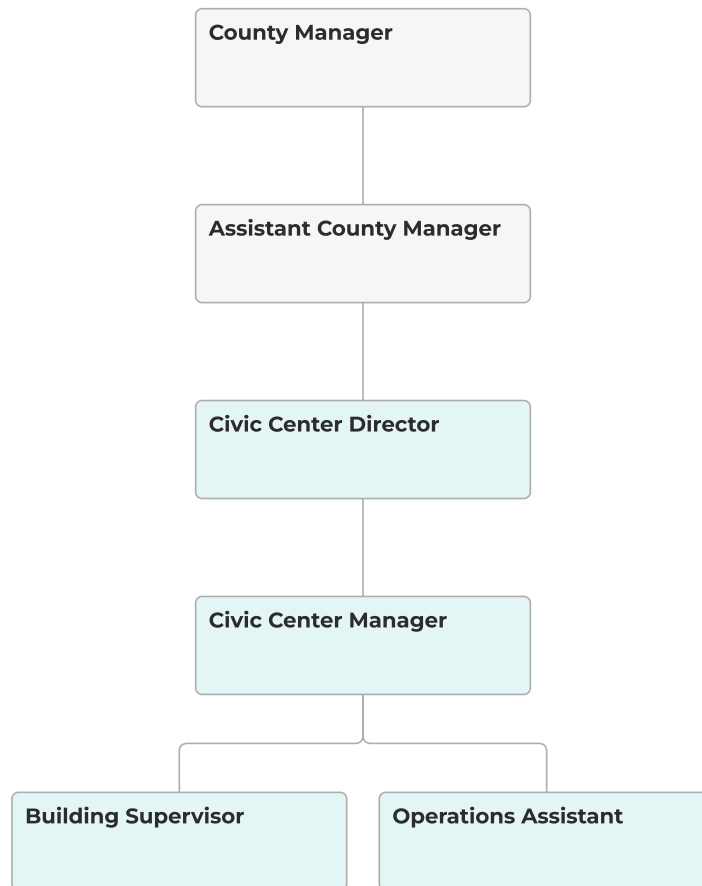 County Manager
Assistant County Manager
Civic Center Director
Civic Center Manager
Building Supervisor
Operations Assistant